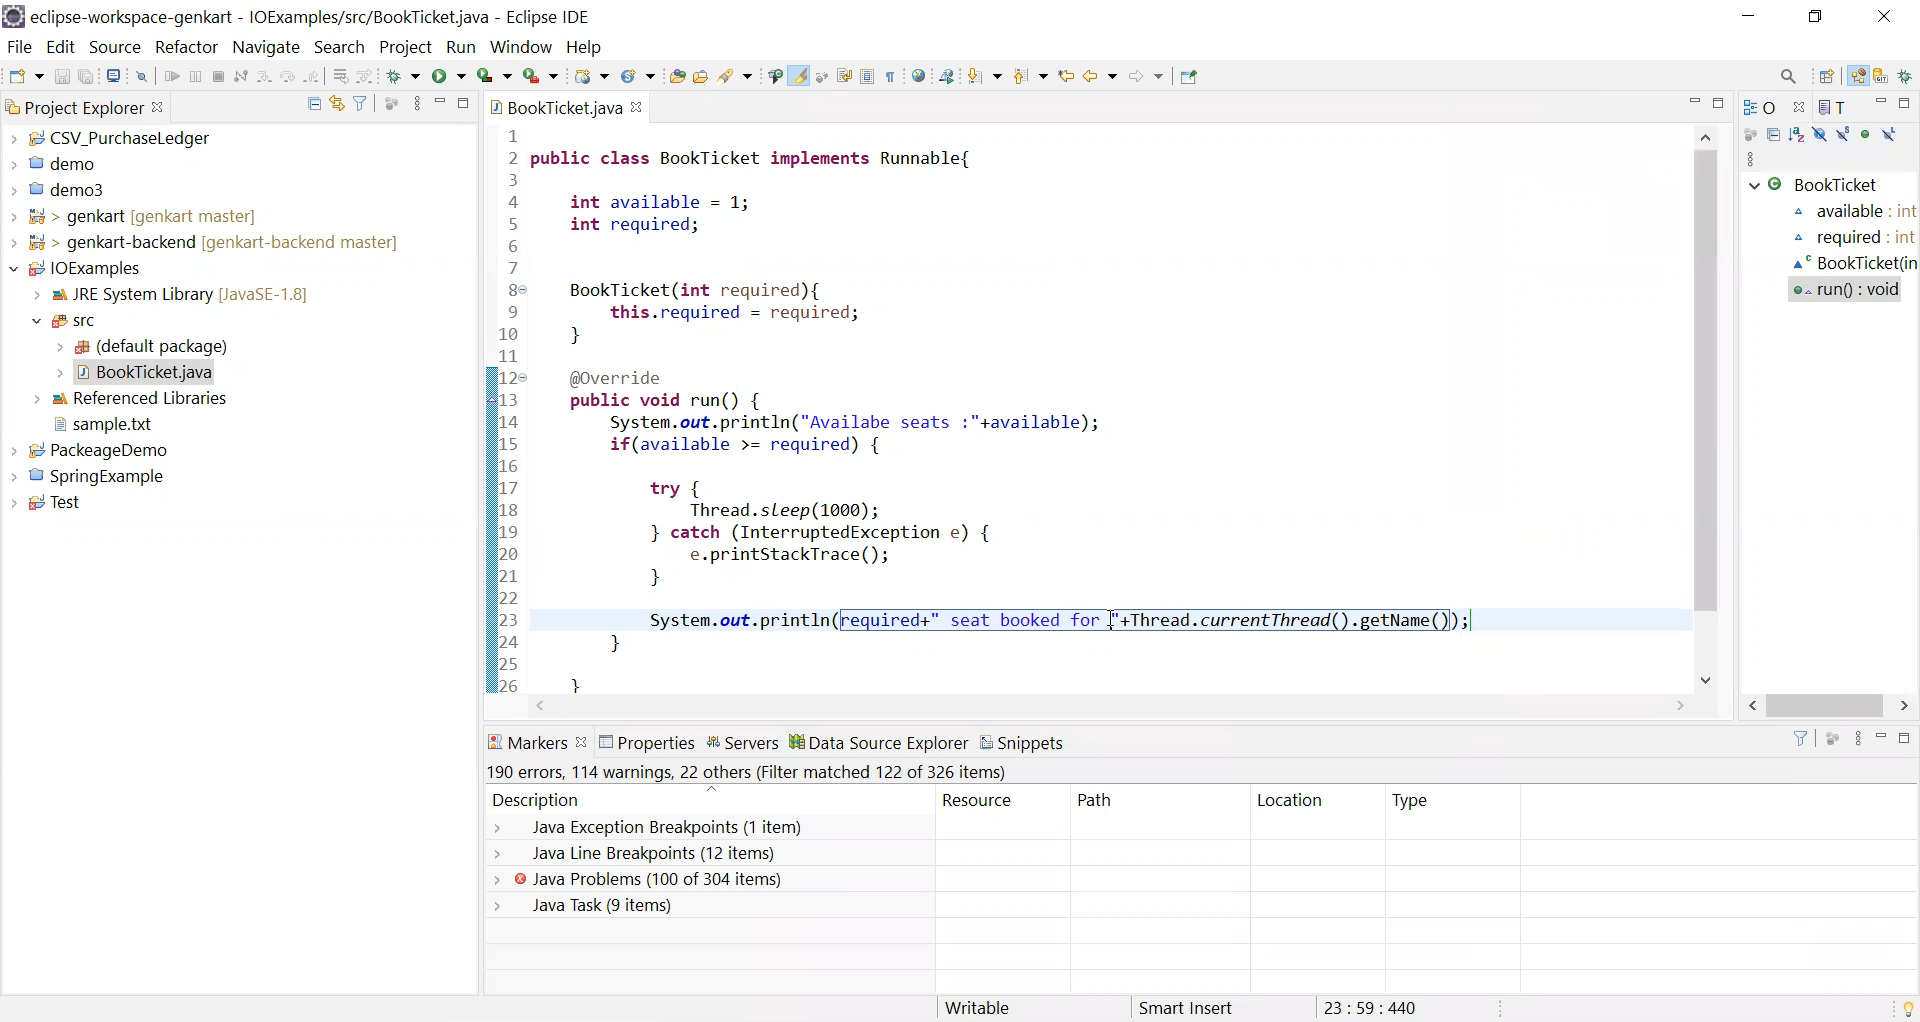 eclipse-workspace-genkart - IOExamples/src/BookTicket.java - Eclipse IDE
File Edit Source Refactor Navigate Search Project Run Window Help
Project Explorer
CSV_PurchaseLedger
demo
demo3
> genkart [genkart master]
> genkart-backend [genkart-backend master]
IOExamples
JRE System Library [JavaSE-1.8]
src
(default package)
BookTicket.java
Referenced Libraries
sample.txt
PackeageDemo
SpringExample
Test
BookTicket.java
1
2 public class BookTicket implements Runnable{
3
4 int available = 1;
5 int required;
6
7
8 BookTicket(int required){
9 this.required = required;
10 }
11
12 @Override
13 public void run() {
14 System.out.println("Availabe seats :"+available);
15 if(available >= required) {
16
17 try {
18 Thread.sleep(1000);
19 } catch (InterruptedException e) {
20 e.printStackTrace();
21 }
22
23 System.out.println(required+" seat booked for "+Thread.currentThread().getName());
24 }
25
26 }
O T
BookTicket
available : int
required : int
BookTicket(in
run() : void
Markers Properties Servers Data Source Explorer Snippets
190 errors, 114 warnings, 22 others (Filter matched 122 of 326 items)
Description Resource Path Location Type
Java Exception Breakpoints (1 item)
Java Line Breakpoints (12 items)
Java Problems (100 of 304 items)
Java Task (9 items)
Writable Smart Insert 23 : 59 : 440